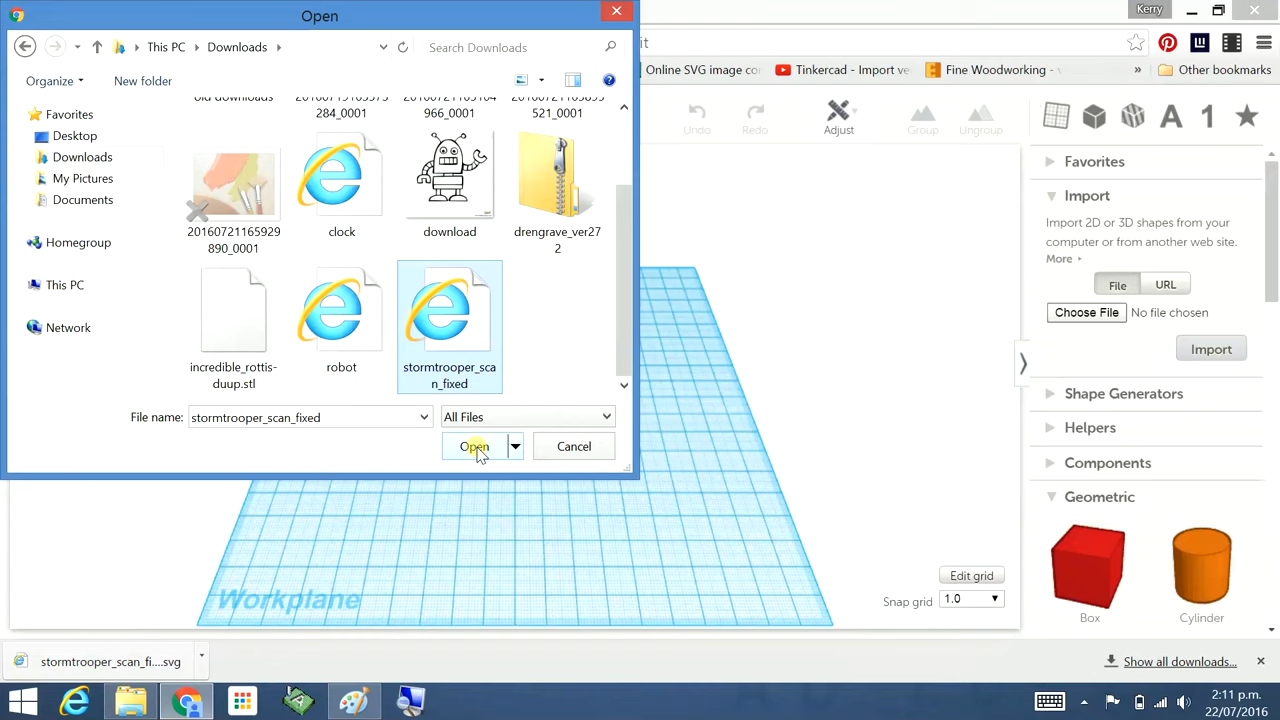 Open
Kerry
This PC
Downloads
Search Downloads
it
Organize
New folder
Online SVG image co
Tinkercad - Import ve
Fine Woodworking -
»
Other bookmarks
Favorites
Desktop
Downloads
My Pictures
Documents
Homegroup
This PC
Network
284_0001
966_0001
521_0001
20160721165929
890_0001
clock
download
drengrave_ver27
2
incredible_rottis-
duup.stl
robot
stormtrooper_sca
n_fixed
File name:
stormtrooper_scan_fixed
All Files
Open
Cancel
Undo
Redo
Adjust
Group
Ungroup
Favorites
Import
Import 2D or 3D shapes from your
computer or from another web site.
More
File
URL
Choose File
No file chosen
Import
Shape Generators
Helpers
Components
Geometric
Box
Cylinder
Workplane
Edit grid
Snap grid
1.0
stormtrooper_scan_fi....svg
Show all downloads...
2:11 p.m.
22/07/2016